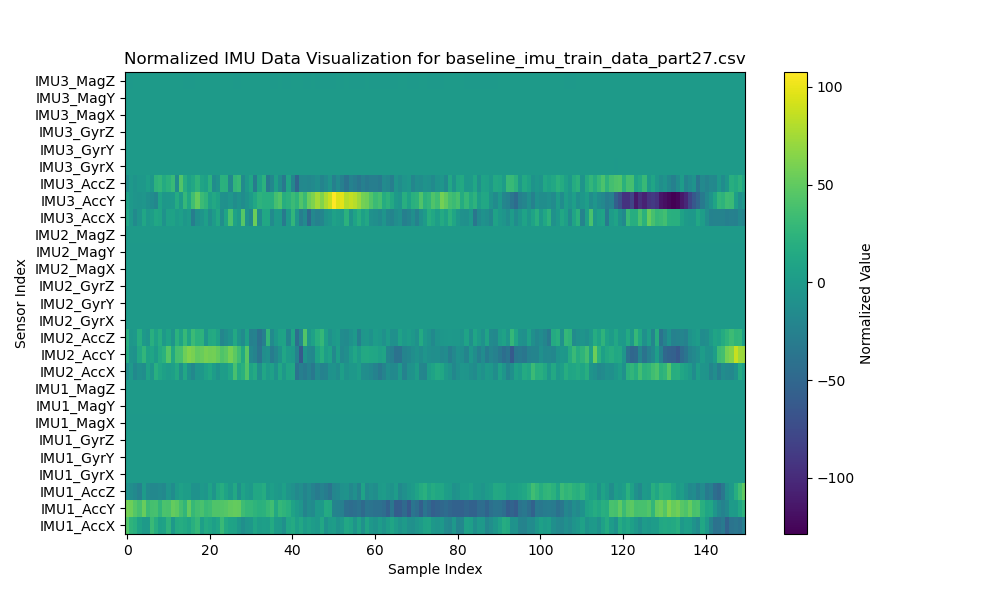 Normalized IMU Data Visualization for baseline_imu_train_data_part27.csv
IMU3_MagZ
IMU3_MagY
IMU3_MagX
IMU3_GyrZ
IMU3_GyrY
IMU3_GyrX
IMU3_AccZ
IMU3_AccY
IMU3_AccX
IMU2_MagZ
IMU2_MagY
IMU2_MagX
IMU2_GyrZ
IMU2_GyrY
IMU2_GyrX
IMU2_AccZ
IMU2_AccY
IMU2_AccX
IMU1_MagZ
IMU1_MagY
IMU1_MagX
IMU1_GyrZ
IMU1_GyrY
IMU1_GyrX
IMU1_AccZ
IMU1_AccY
IMU1_AccX
Sensor Index
0 20 40 60 80 100 120 140
Sample Index
100
50
0
−50
−100
Normalized Value